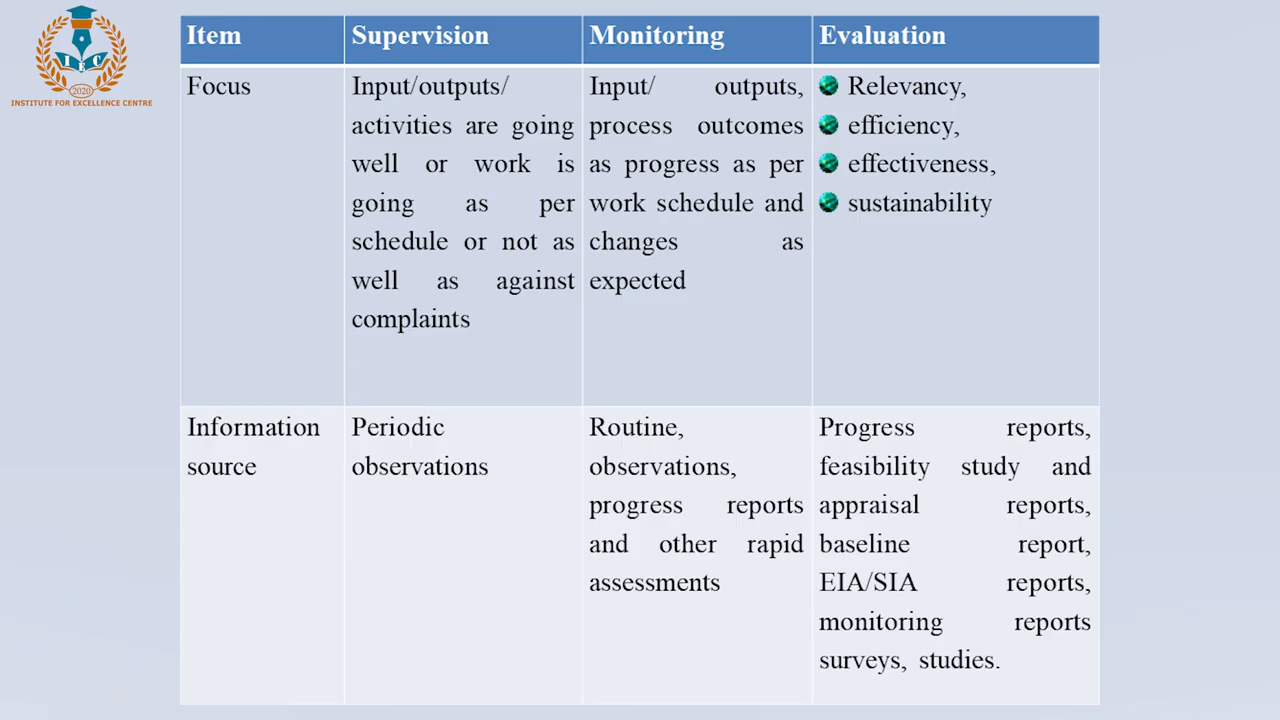 IEC
2020
INSTITUTE FOR EXCELLENCE CENTRE
Item
Supervision
Monitoring
Evaluation
Focus
Input/outputs/
activities are going
well or work is
going as per
schedule or not as
well as against
complaints
Input/ outputs,
process outcomes
as progress as per
work schedule and
changes as
expected
Relevancy,
efficiency,
effectiveness,
sustainability
Information
source
Periodic
observations
Routine,
observations,
progress reports
and other rapid
assessments
Progress reports,
feasibility study and
appraisal reports,
baseline report,
EIA/SIA reports,
monitoring reports
surveys, studies.